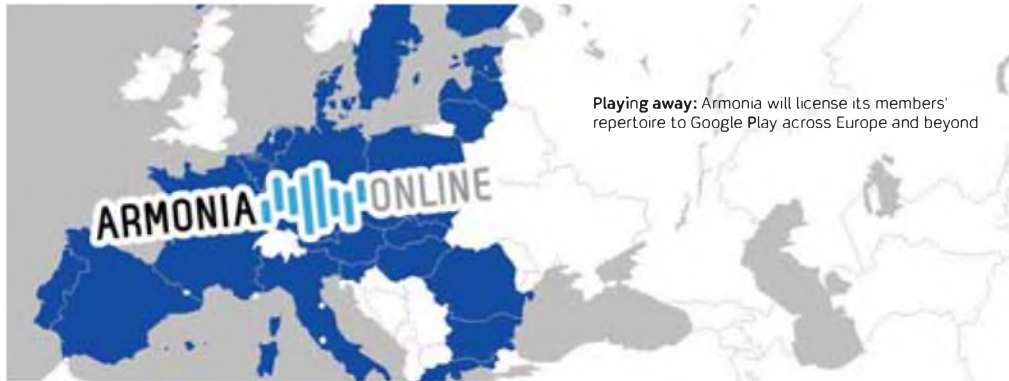 Playing away: Armonia will license its members'
repertoire to Google Play across Europe and beyond
ARMONIA ONLINE